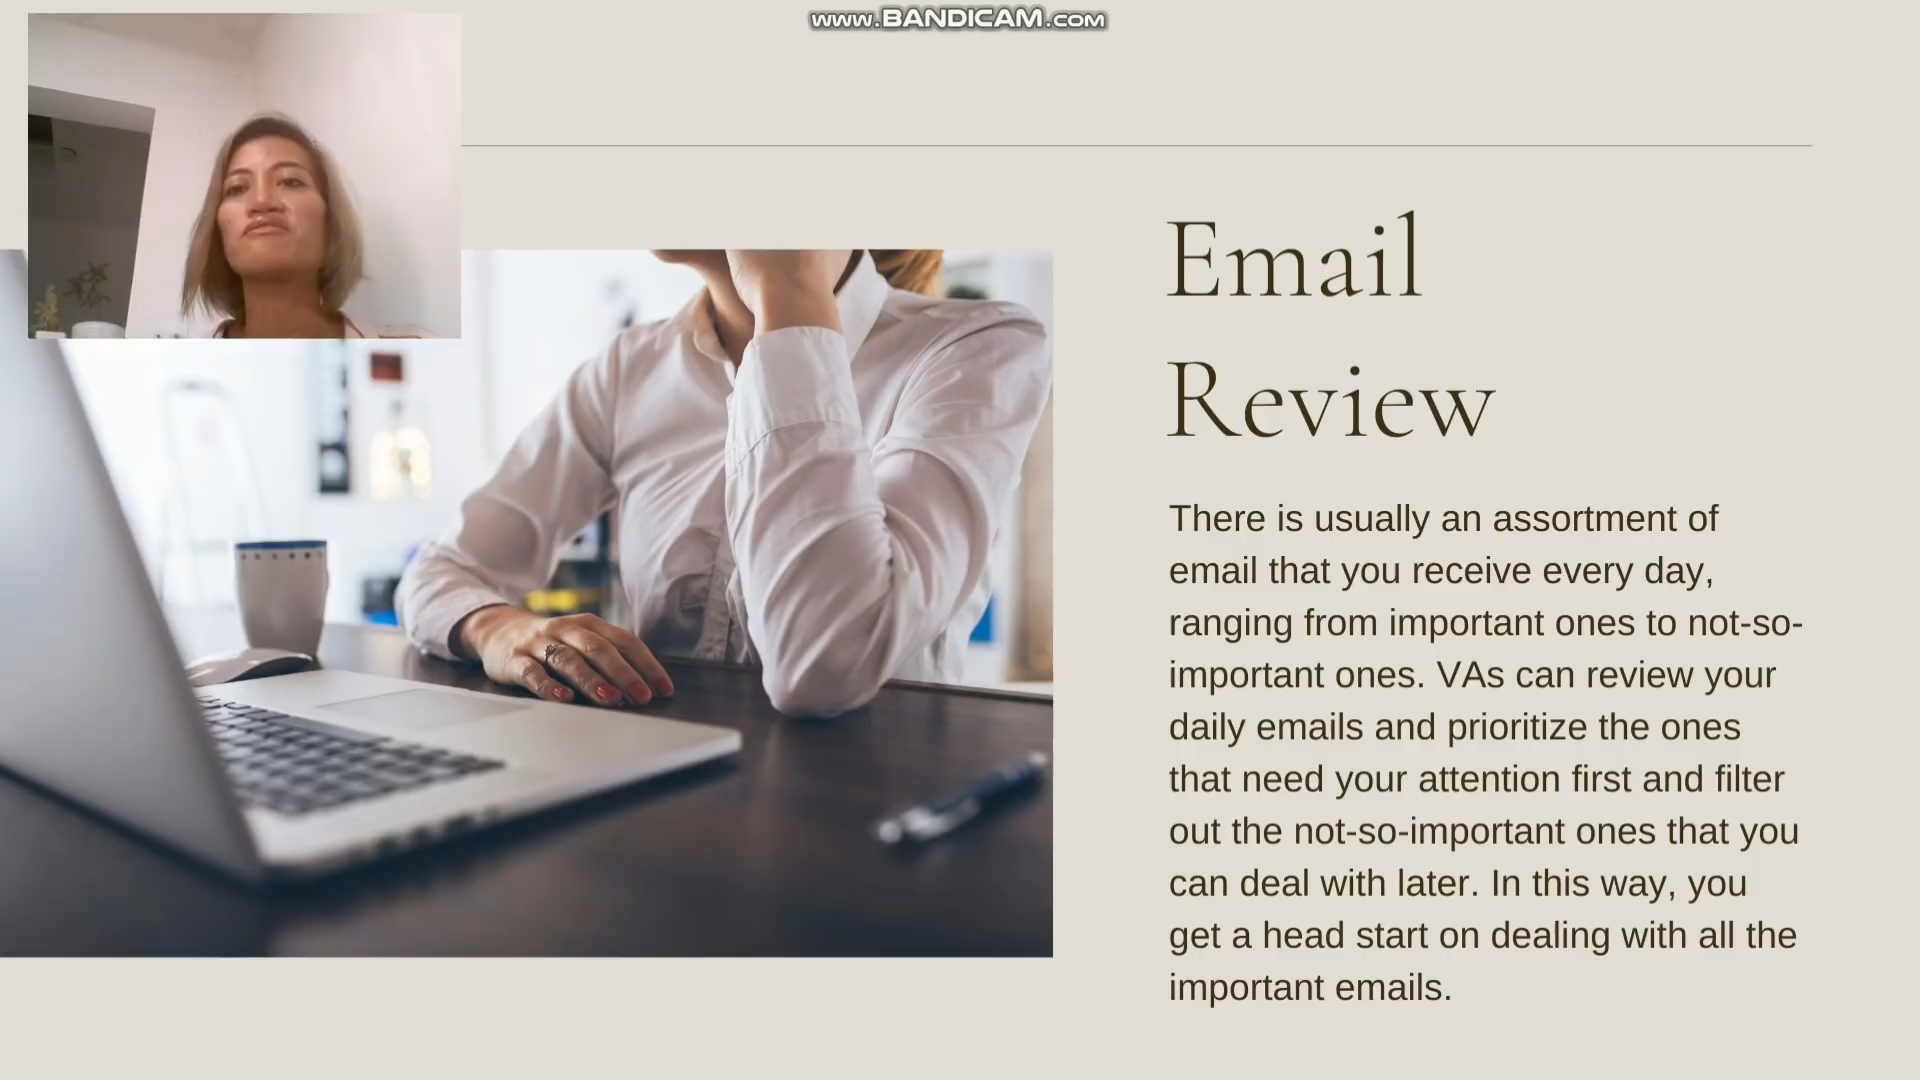 www.BANDICAM.com
Email
Review
There is usually an assortment of
email that you receive every day,
ranging from important ones to not-so-
important ones. VAs can review your
daily emails and prioritize the ones
that need your attention first and filter
out the not-so-important ones that you
can deal with later. In this way, you
get a head start on dealing with all the
important emails.